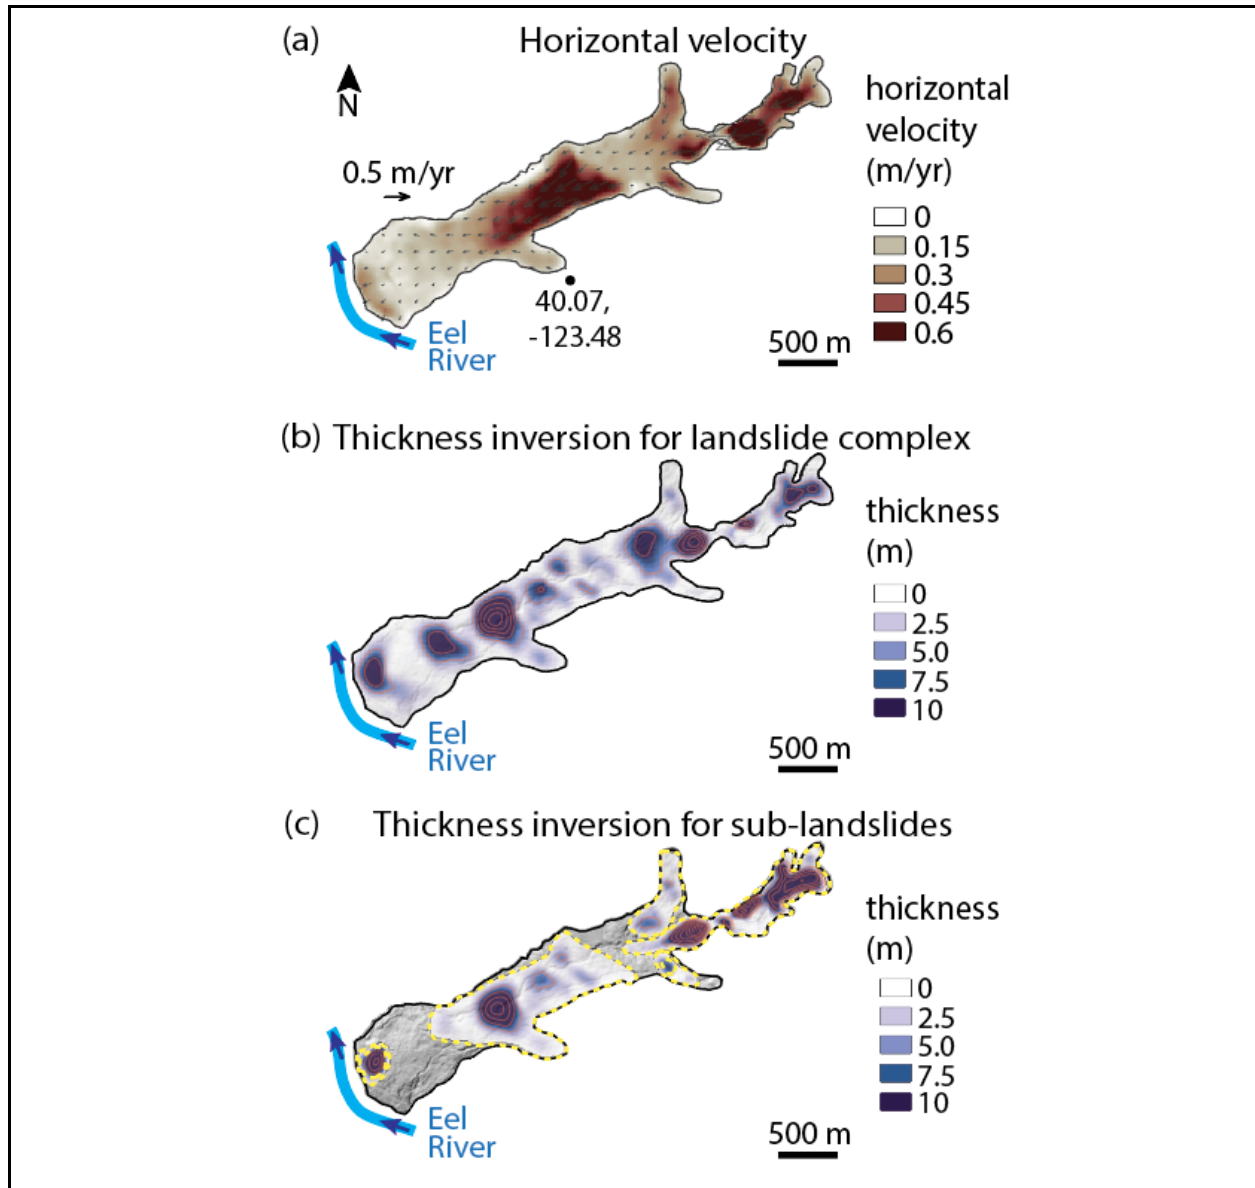 (a)
Horizontal velocity
N
0.5 m/yr
40.07,
-123.48
Eel
River
500 m
horizontal
velocity
(m/yr)
0
0.15
0.3
0.45
0.6
(b) Thickness inversion for landslide complex
Eel
River
500 m
thickness
(m)
0
2.5
5.0
7.5
10
(c) Thickness inversion for sub-landslides
Eel
River
500 m
thickness
(m)
0
2.5
5.0
7.5
10